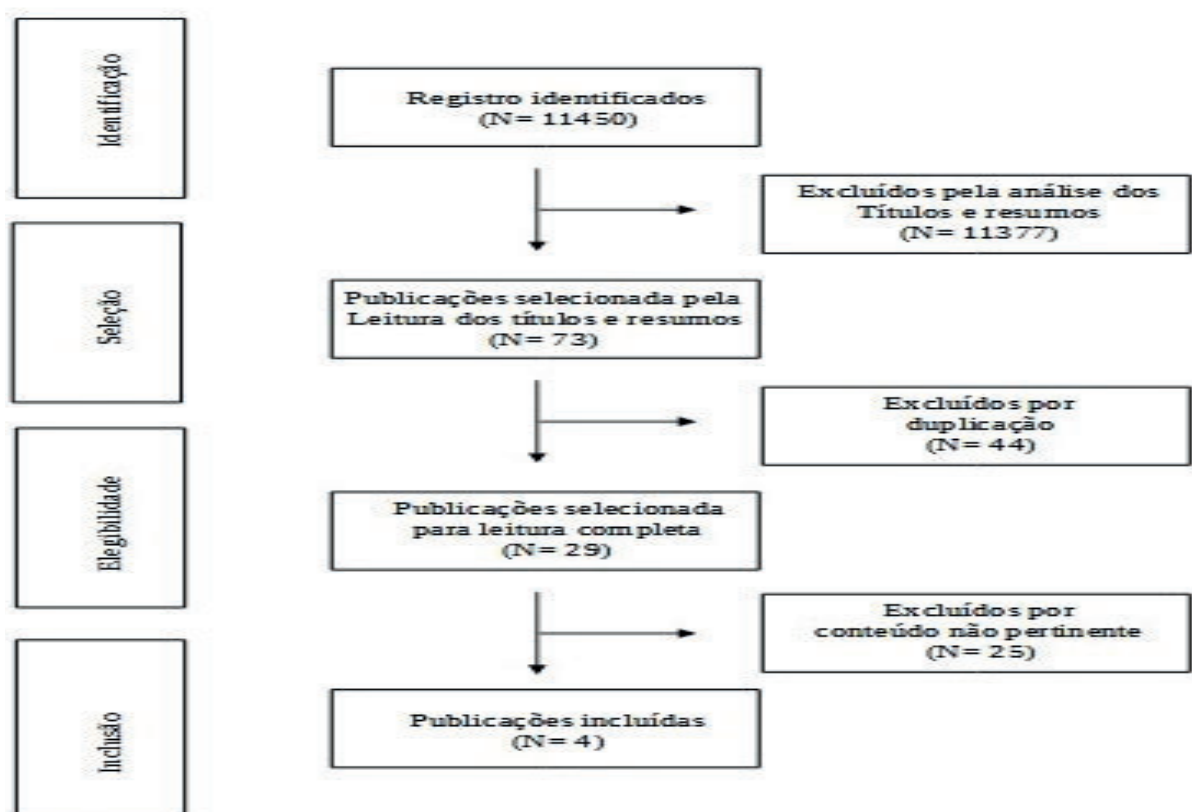 Identificação
Registro identificados
(N= 11450)
Excluídos pela análise dos
Títulos e resumos
(N= 11377)
Seleção
Publicações selecionada pela
Leitura dos títulos e resumos
(N= 73)
Excluídos por
duplicação
(N= 44)
Elegibilidade
Publicações selecionada
para leitura completa
(N= 29)
Excluídos por
conteúdo não pertinente
(N= 25)
Inclusão
Publicações incluídas
(N= 4)